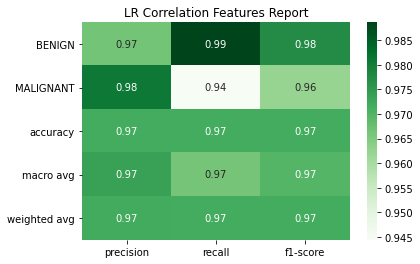 LR Correlation Features Report
BENIGN 0.97 0.99 0.98
MALIGNANT 0.98 0.94 0.96
accuracy 0.97 0.97 0.97
macro avg 0.97 0.97 0.97
weighted avg 0.97 0.97 0.97
precision recall f1-score
0.985
0.980
0.975
0.970
0.965
0.960
0.955
0.950
0.945